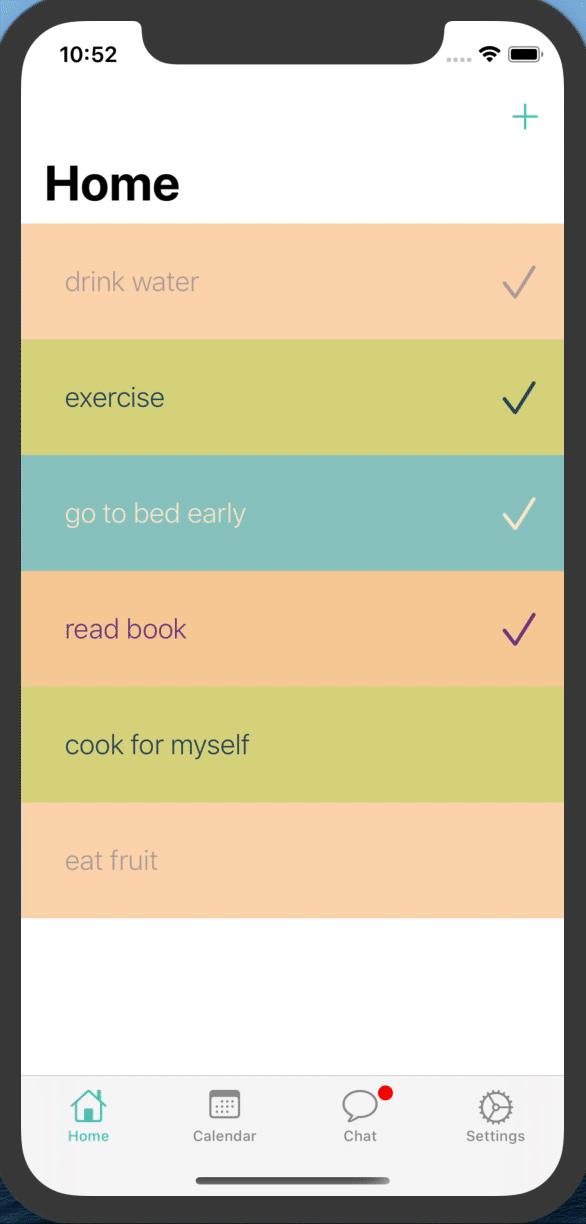 10:52
Home
drink water
exercise
go to bed early
read book
cook for myself
eat fruit
Home
Calendar
Chat
Settings